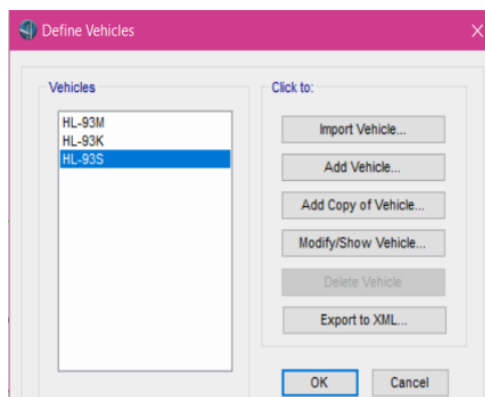 Define Vehicles
Vehicles
HL-93M
HL-93K
HL-93S
Click to:
Import Vehicle...
Add Vehicle...
Add Copy of Vehicle...
Modify/Show Vehicle...
Delete Vehicle
Export to XML...
OK
Cancel